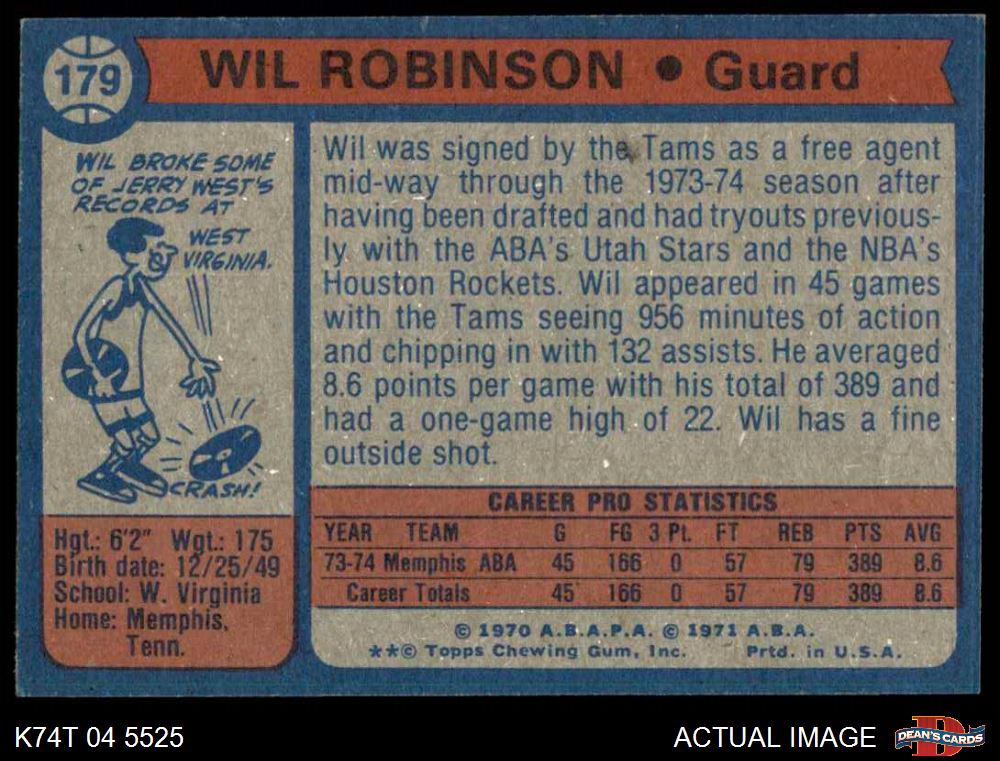 179
WIL ROBINSON • Guard
WIL BROKE SOME
OF JERRY WEST'S
RECORDS AT
WEST
VIRGINIA.
CRASH!
Wil was signed by the Tams as a free agent
mid-way through the 1973-74 season after
having been drafted and had tryouts previous-
ly with the ABA's Utah Stars and the NBA's
Houston Rockets. Wil appeared in 45 games
with the Tams seeing 956 minutes of action
and chipping in with 132 assists. He averaged
8.6 points per game with his total of 389 and
had a one-game high of 22. Wil has a fine
outside shot.
Hgt.: 6'2" Wgt.: 175
Birth date: 12/25/49
School: W. Virginia
Home: Memphis,
Tenn.
CAREER PRO STATISTICS
YEAR TEAM G FG 3 Pt. FT REB PTS AVG
73-74 Memphis ABA 45 166 0 57 79 389 8.6
Career Totals 45 166 0 57 79 389 8.6
© 1970 A.B.A.P.A. © 1971 A.B.A.
**© Topps Chewing Gum, Inc. Prtd. in U.S.A.
K74T 04 5525
ACTUAL IMAGE
D
DEAN'S CARDS